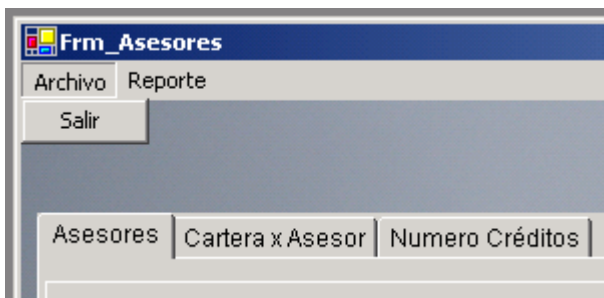 Frm_Asesores
Archivo Reporte
Salir
Asesores Cartera x Asesor Numero Créditos